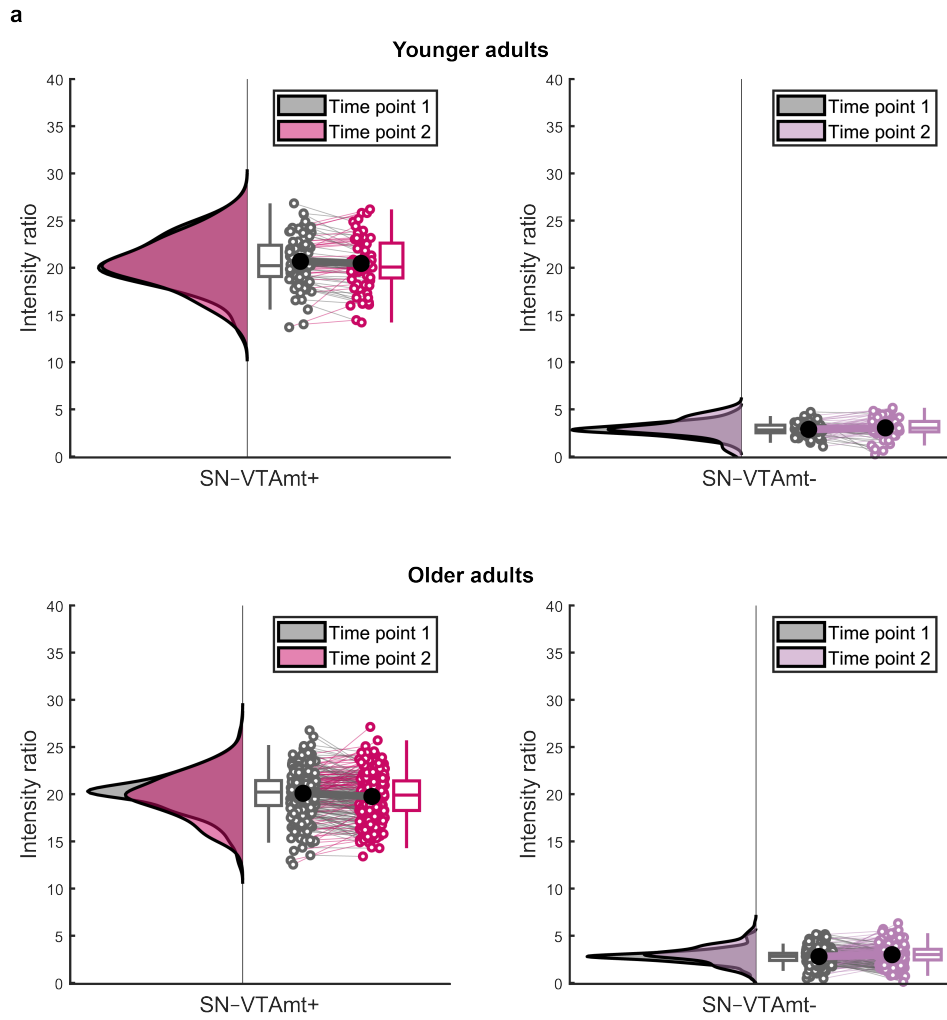 a
Younger adults
40
35
30
25
20
15
10
5
0
Intensity ratio
Time point 1
Time point 2
SN−VTAmt+
40
35
30
25
20
15
10
5
0
Intensity ratio
Time point 1
Time point 2
SN−VTAmt-
Older adults
40
35
30
25
20
15
10
5
0
Intensity ratio
Time point 1
Time point 2
SN−VTAmt+
40
35
30
25
20
15
10
5
0
Intensity ratio
Time point 1
Time point 2
SN−VTAmt-